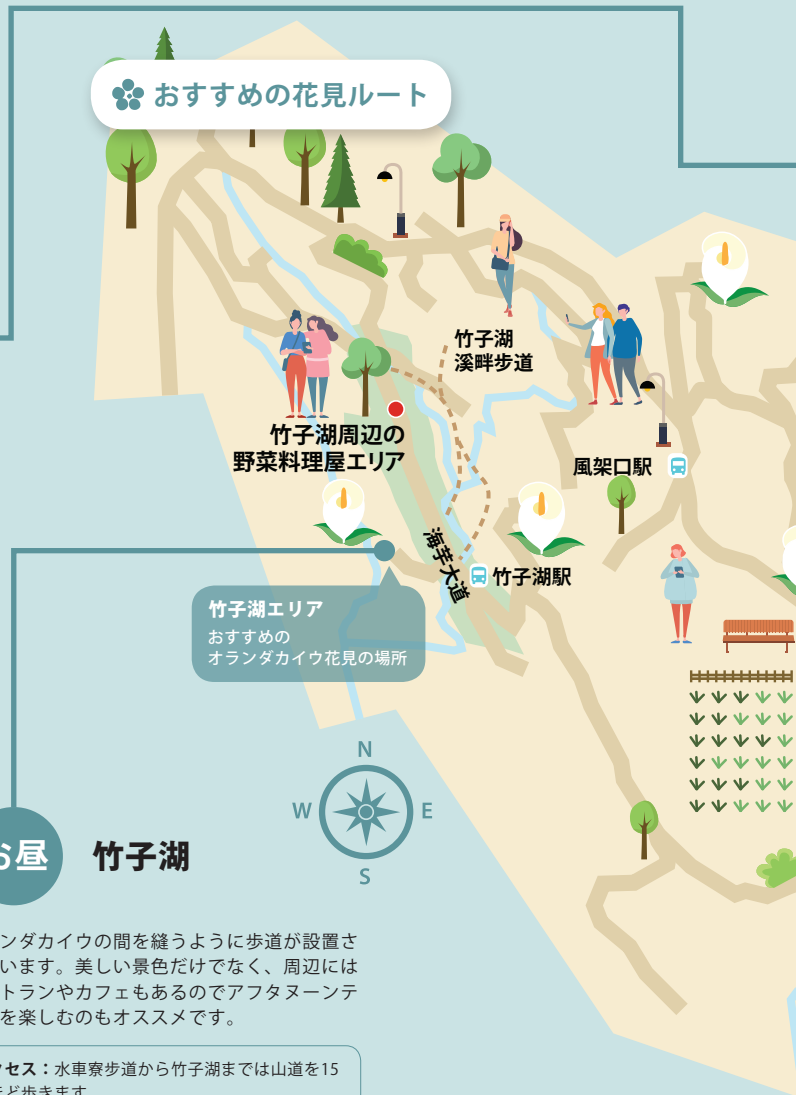 おすすめの花見ルート
竹子湖
溪畔歩道
竹子湖周辺の
野菜料理屋エリア
風架口駅
海芋大道
竹子湖駅
竹子湖エリア
おすすめの
オランダカイウ花見の場所
N
W
E
S
お昼
竹子湖
ンダカイウの間を縫うように歩道が設置さ
います。美しい景色だけでなく、周辺には
トランやカフェもあるのでアフタヌーンテ
を楽しむのもオススメです。
クセス：水車寮歩道から竹子湖までは山道を15
ほど歩きます。